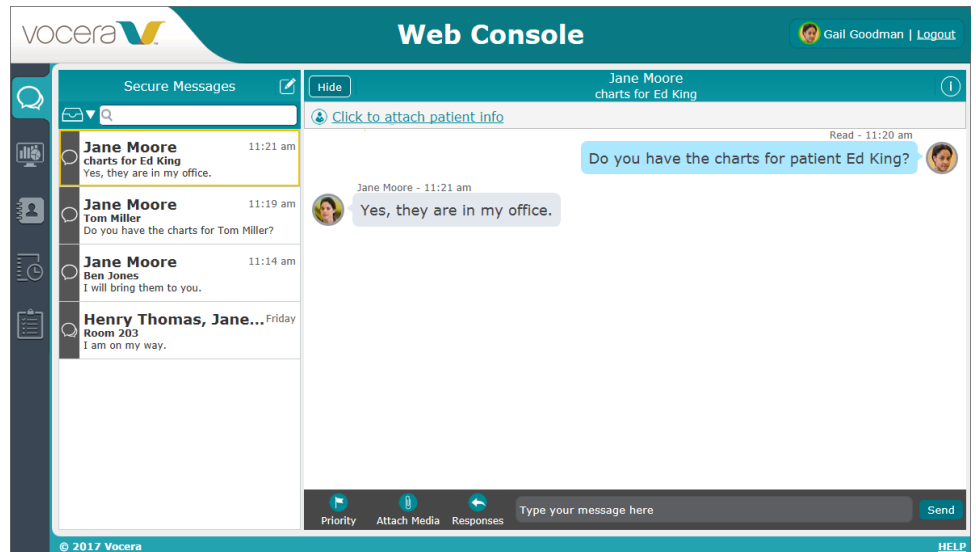 vocera
Web Console
Gail Goodman | Logout
Secure Messages
Hide
Jane Moore
charts for Ed King
Click to attach patient info
Jane Moore 11:21 am
charts for Ed King
Yes, they are in my office.
Jane Moore 11:19 am
Tom Miller
Do you have the charts for Tom Miller?
Jane Moore 11:14 am
Ben Jones
I will bring them to you.
Henry Thomas, Jane... Friday
Room 203
I am on my way.
Read - 11:20 am
Do you have the charts for patient Ed King?
Jane Moore - 11:21 am
Yes, they are in my office.
Priority
Attach Media
Responses
Type your message here
Send
© 2017 Vocera
HELP